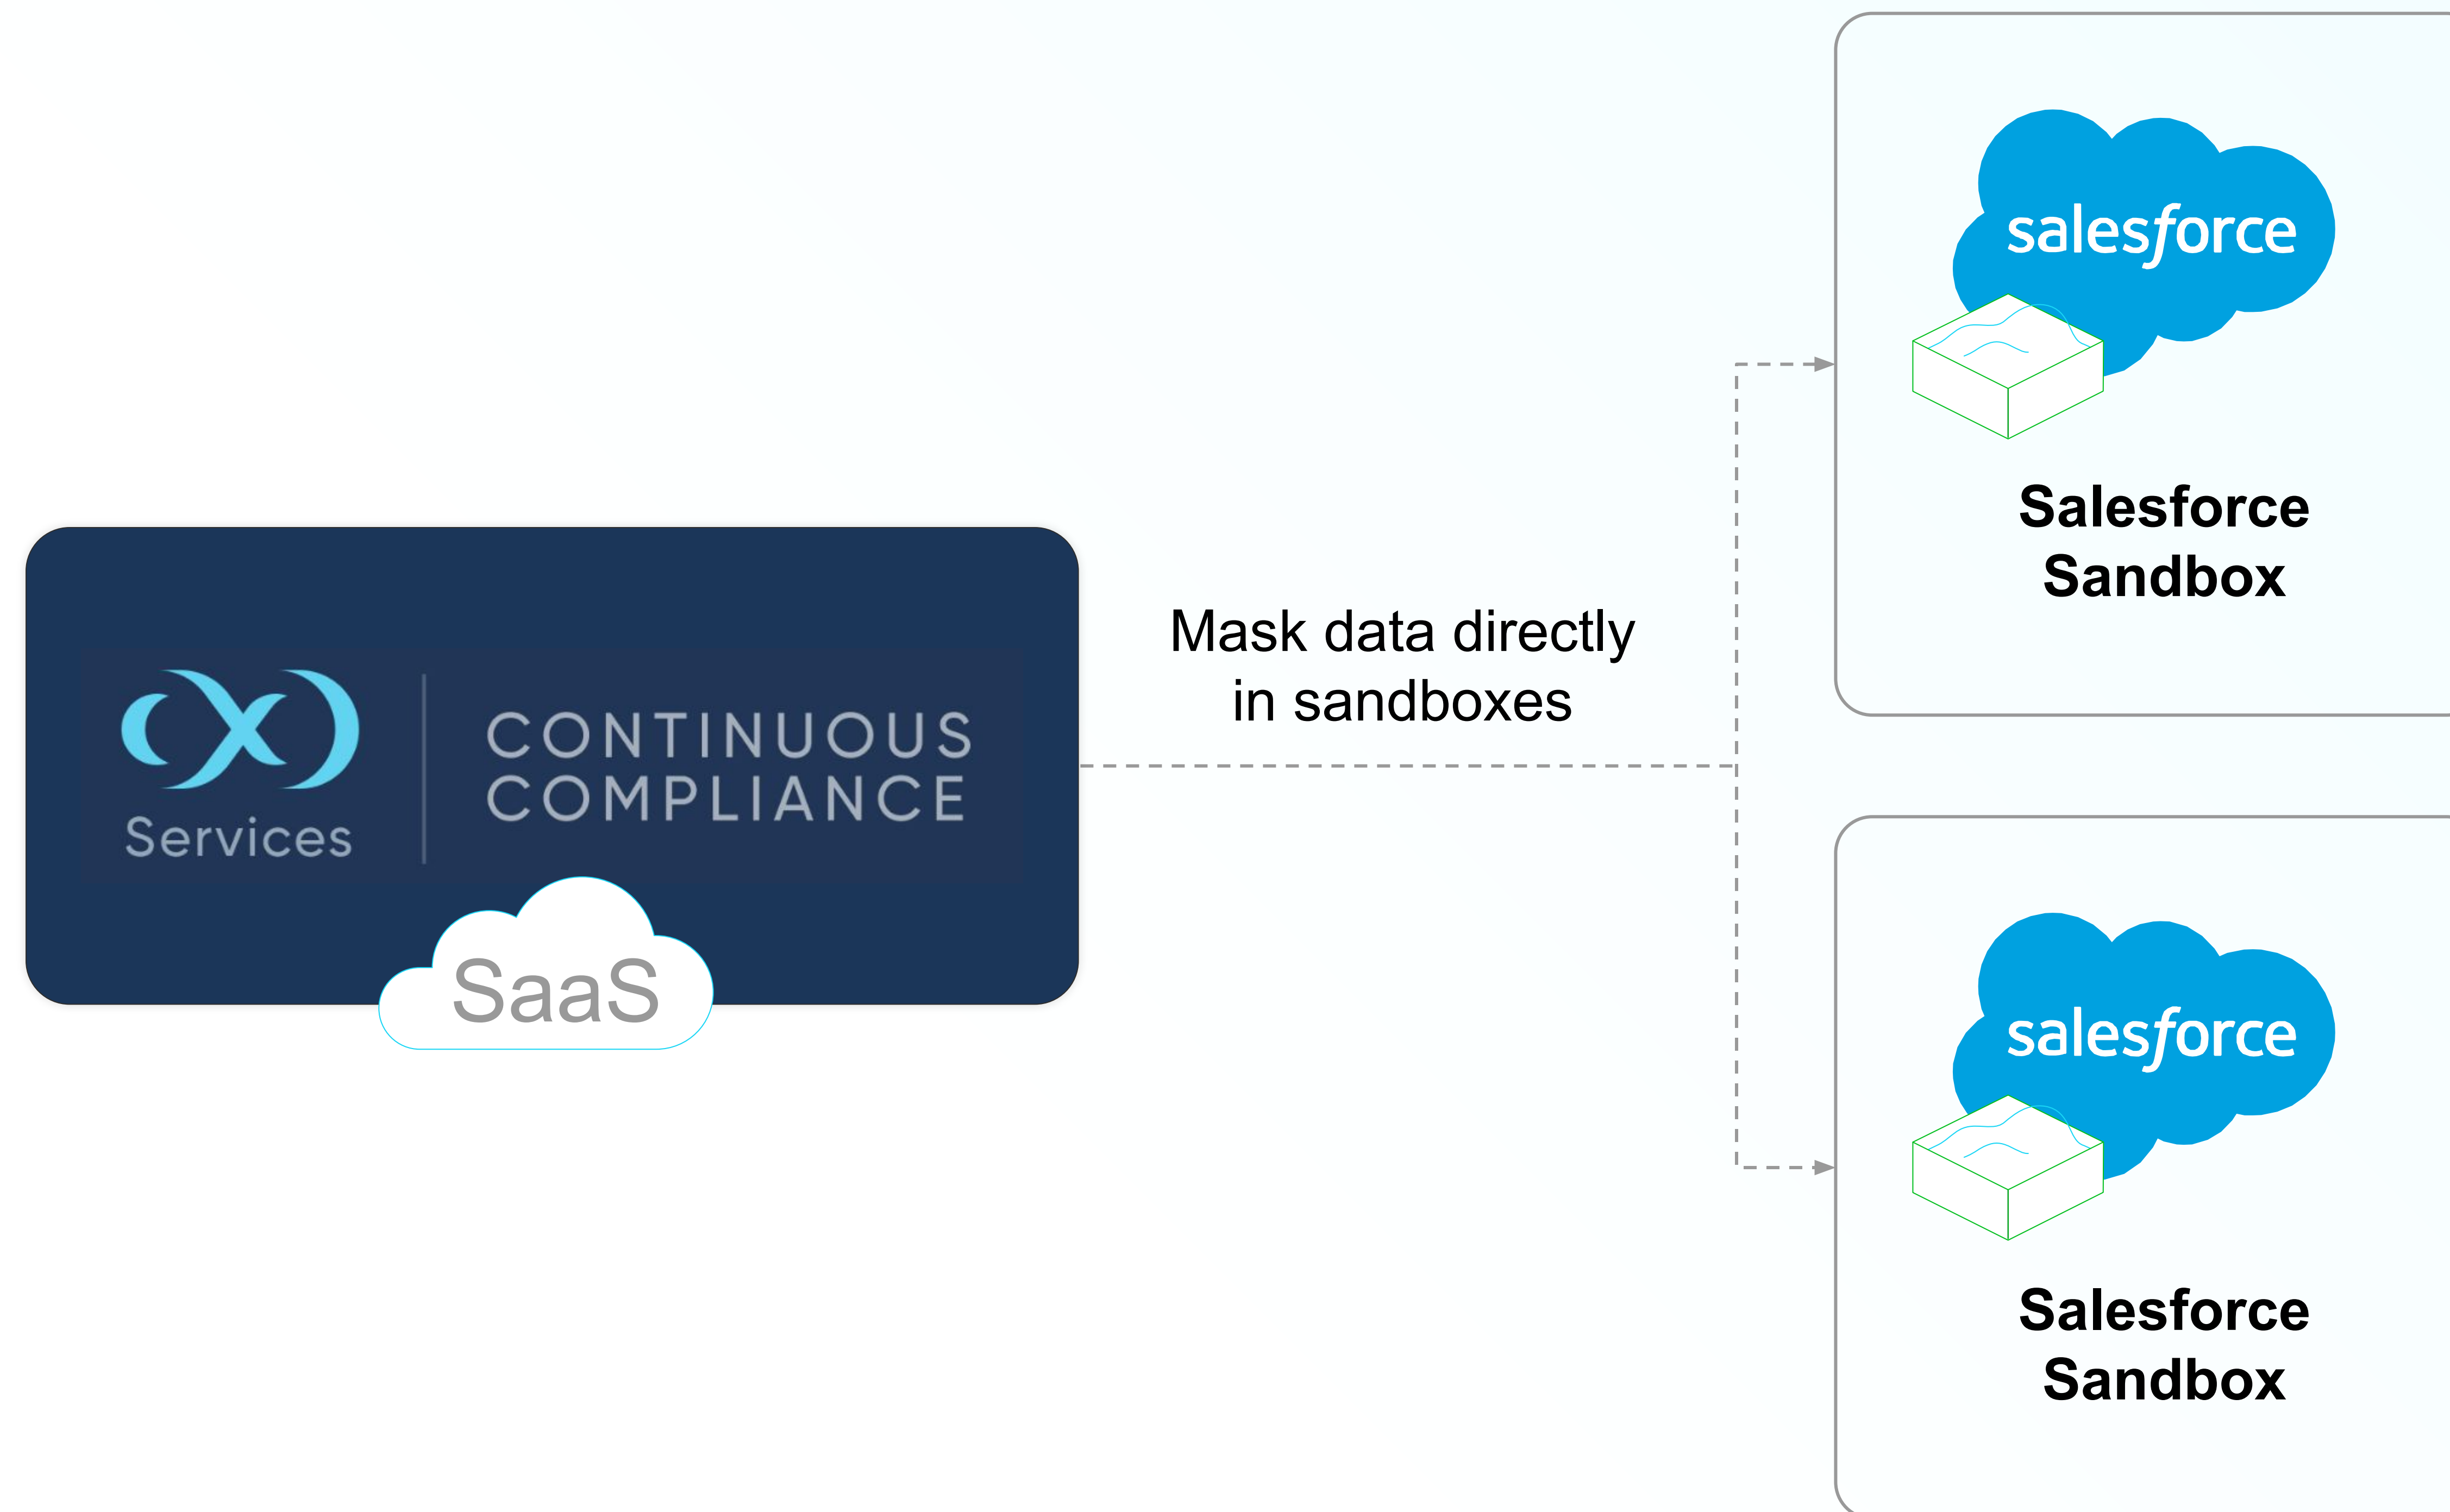 Services
CONTINUOUS
COMPLIANCE
SaaS
Mask data directly
in sandboxes
salesforce
Salesforce
Sandbox
salesforce
Salesforce
Sandbox